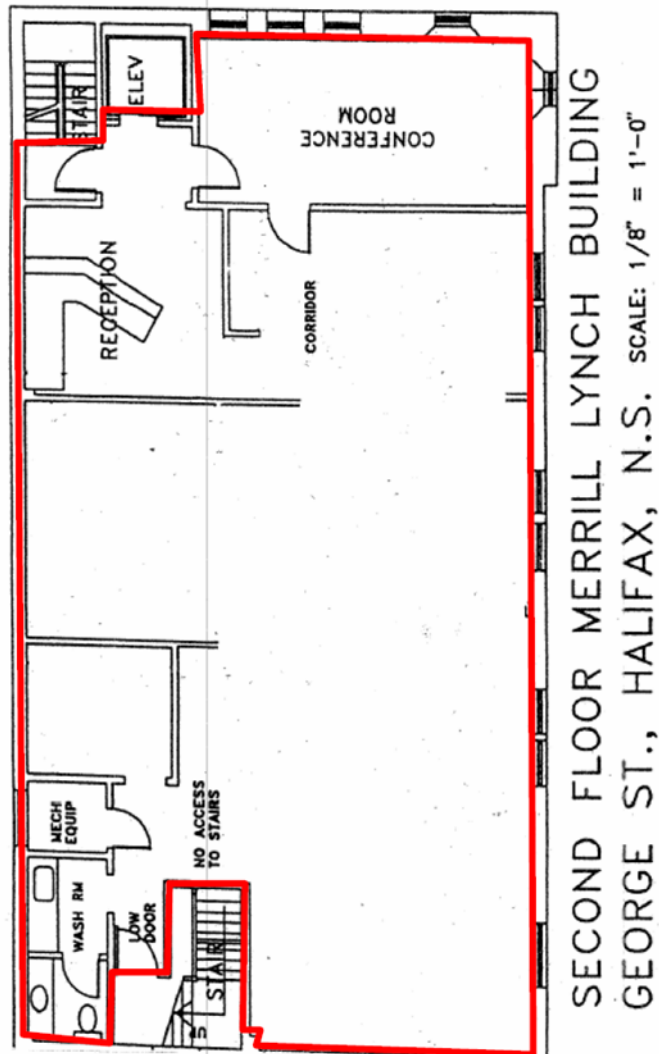 STAIR
ELEV
CONFERENCE
ROOM
RECEPTION
CORRIDOR
MECH
EQUIP
WASH RM
NO ACCESS
TO STAIRS
LOW
DOOR
STAIR
UP
SECOND FLOOR MERRILL LYNCH BUILDING
GEORGE ST., HALIFAX, N.S. SCALE: 1/8" = 1'-0"